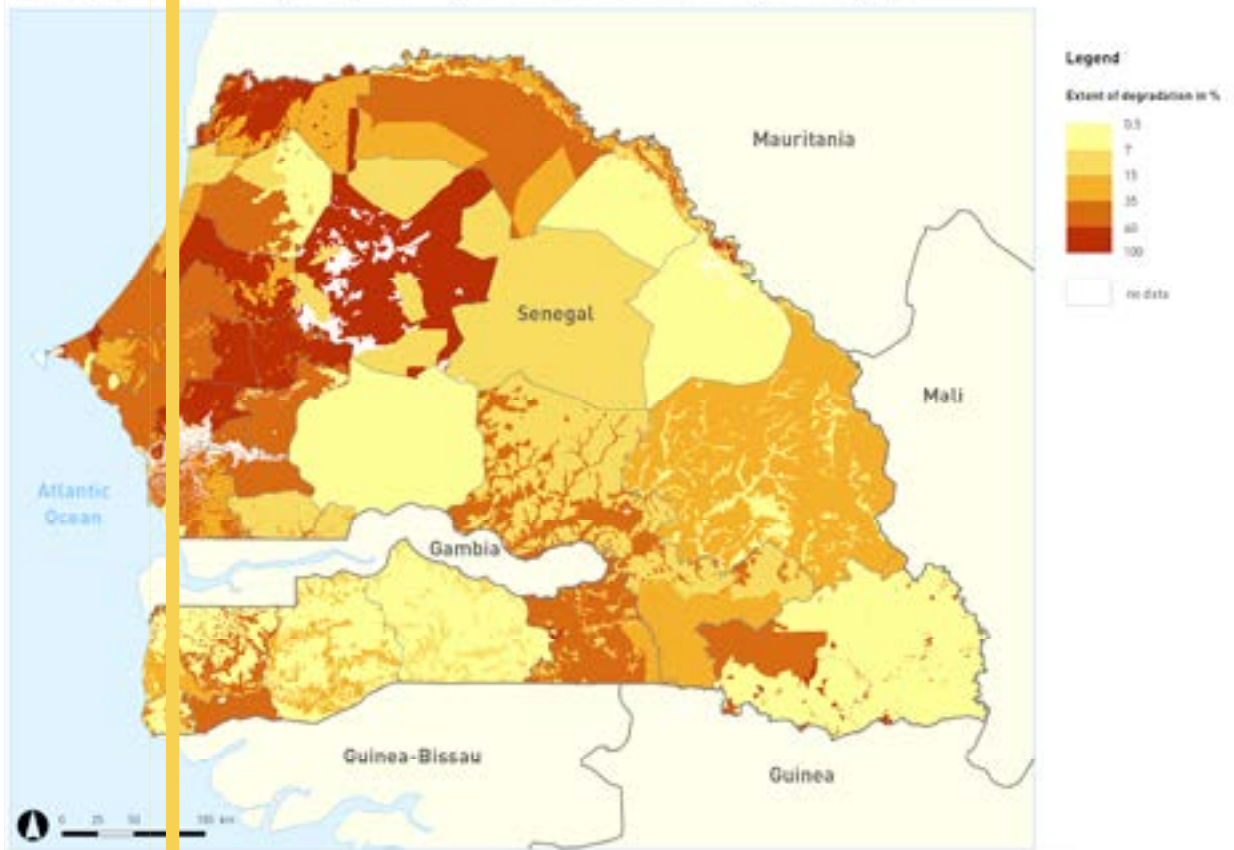 Legend
Extent of degradation in %
0.5
7
15
35
60
100
no data
Mauritania
Senegal
Mali
Atlantic
Ocean
Gambia
Guinea-Bissau
Guinea
0 25 50 100 km